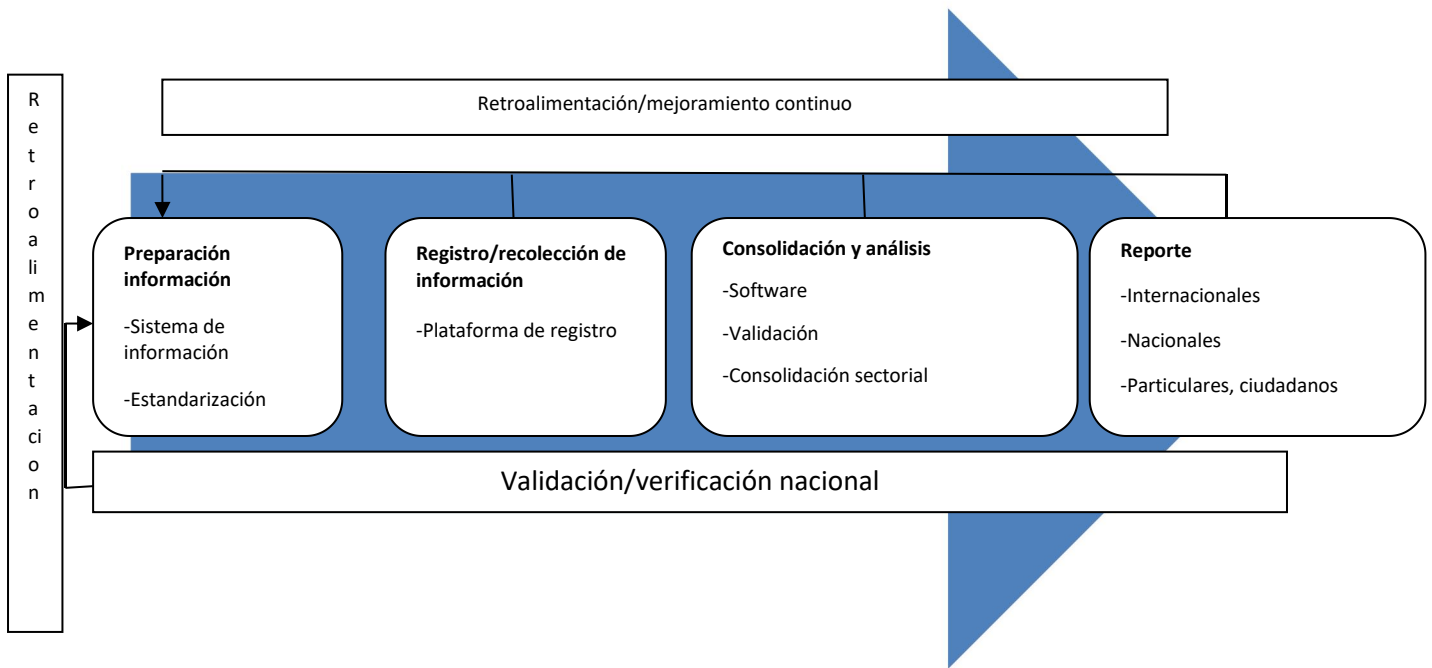 R
e
t
r
o
a
li
m
e
n
t
a
ci
o
n
Retroalimentación/mejoramiento continuo
Preparación
información
-Sistema de
información
-Estandarización
Registro/recolección de
información
-Plataforma de registro
Consolidación y análisis
-Software
-Validación
-Consolidación sectorial
Reporte
-Internacionales
-Nacionales
-Particulares, ciudadanos
Validación/verificación nacional